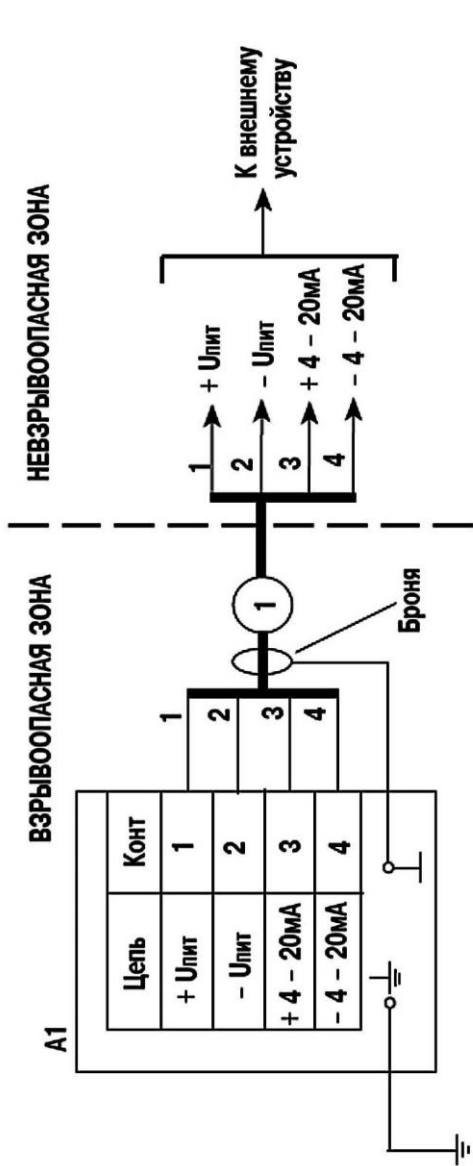 ВЗРЫВООПАСНАЯ ЗОНА
НЕВЗРЫВООПАСНАЯ ЗОНА
А1
Цепь Конт
+ Uпит 1
- Uпит 2
+ 4 - 20мА 3
- 4 - 20мА 4
1
2
3
4
1
Броня
1
2
3
4
+ Uпит
- Uпит
+ 4 - 20мА
- 4 - 20мА
К внешнему
устройству